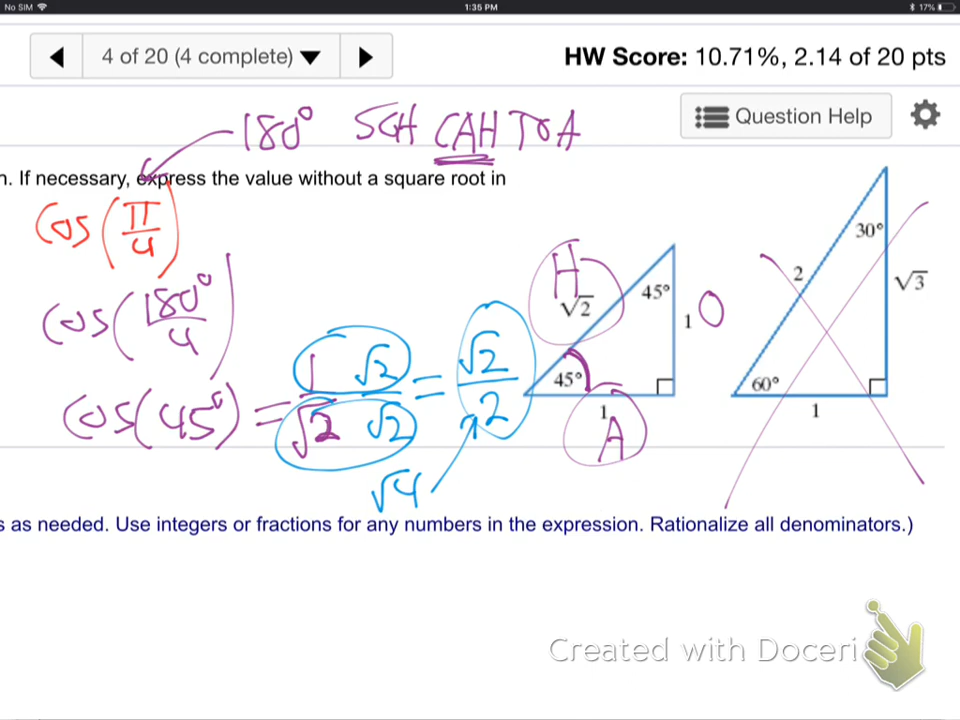 No SIM 1:35 PM 17%
4 of 20 (4 complete) HW Score: 10.71%, 2.14 of 20 pts
180° SOH CAH TOA Question Help
n. If necessary, express the value without a square root in
cos(π/4)
cos(180°/4)
cos(45°) = 1 √2 / √2 √2 = √2/2
√4
H
√2
45°
45°
1
O
1
A
30°
2
√3
60°
1
s as needed. Use integers or fractions for any numbers in the expression. Rationalize all denominators.)
Created with Doceri